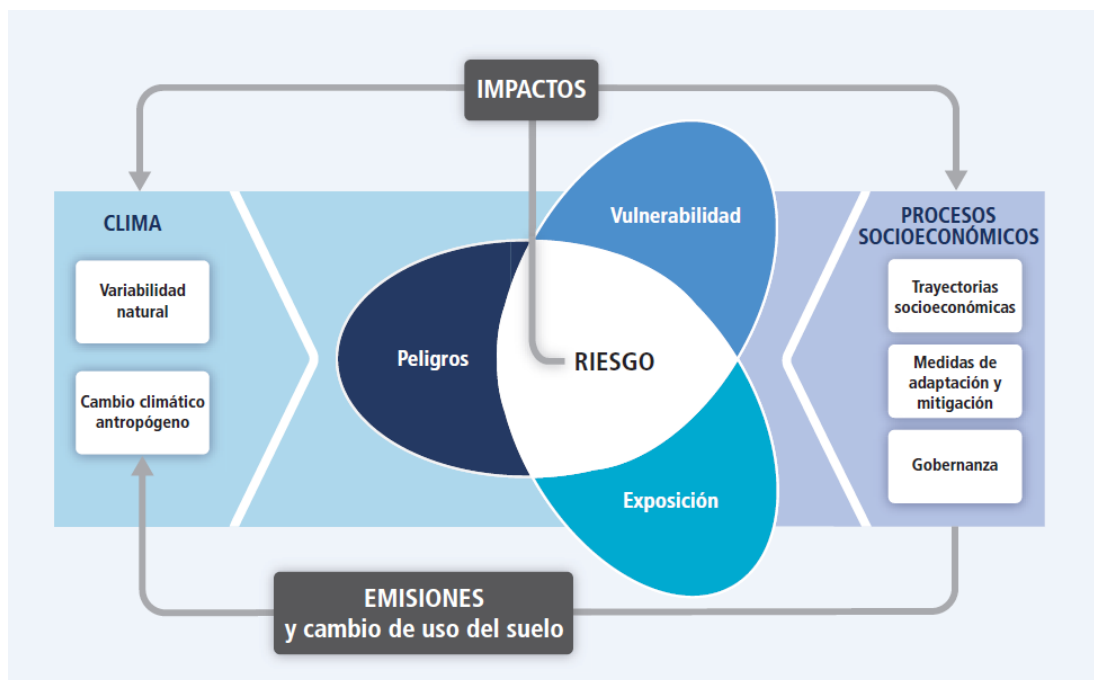 IMPACTOS
CLIMA
Variabilidad
natural
Cambio climático
antropógeno
Peligros
Vulnerabilidad
RIESGO
Exposición
PROCESOS
SOCIOECONÓMICOS
Trayectorias
socioeconómicas
Medidas de
adaptación y
mitigación
Gobernanza
EMISIONES
y cambio de uso del suelo